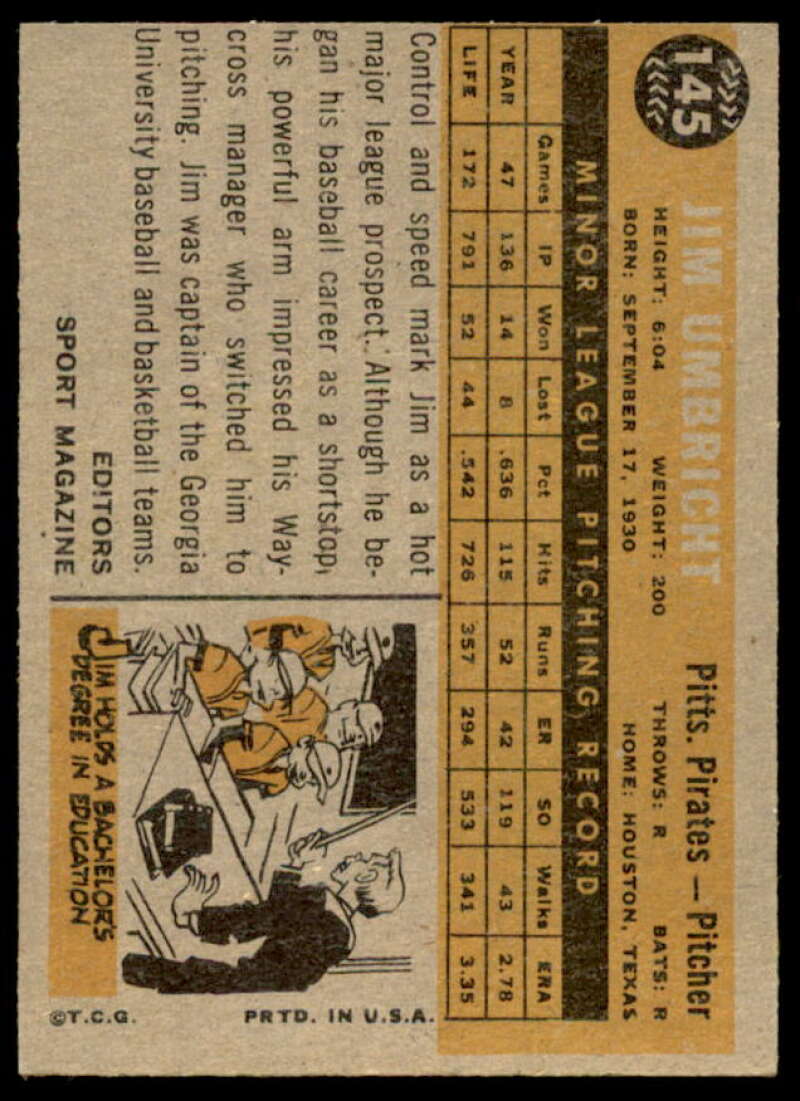 145
JIM UMBRICHT Pitts. Pirates — Pitcher
HEIGHT: 6:04 WEIGHT: 200 THROWS: R BATS: R
BORN: SEPTEMBER 17, 1930 HOME: HOUSTON, TEXAS
MINOR LEAGUE PITCHING RECORD
Games IP Won Lost Pct Hits Runs ER SO Walks ERA
YEAR 47 136 14 8 .636 115 52 42 119 43 2.78
LIFE 172 791 52 44 .542 726 357 294 533 341 3.35
Control and speed mark Jim as a hot
major league prospect. Although he be-
gan his baseball career as a shortstop,
his powerful arm impressed his Way-
cross manager who switched him to
pitching. Jim was captain of the Georgia
University baseball and basketball teams.
EDITORS
SPORT MAGAZINE
JIM HOLDS A BACHELOR'S
DEGREE IN EDUCATION
PRTD. IN U.S.A.
©T.C.G.